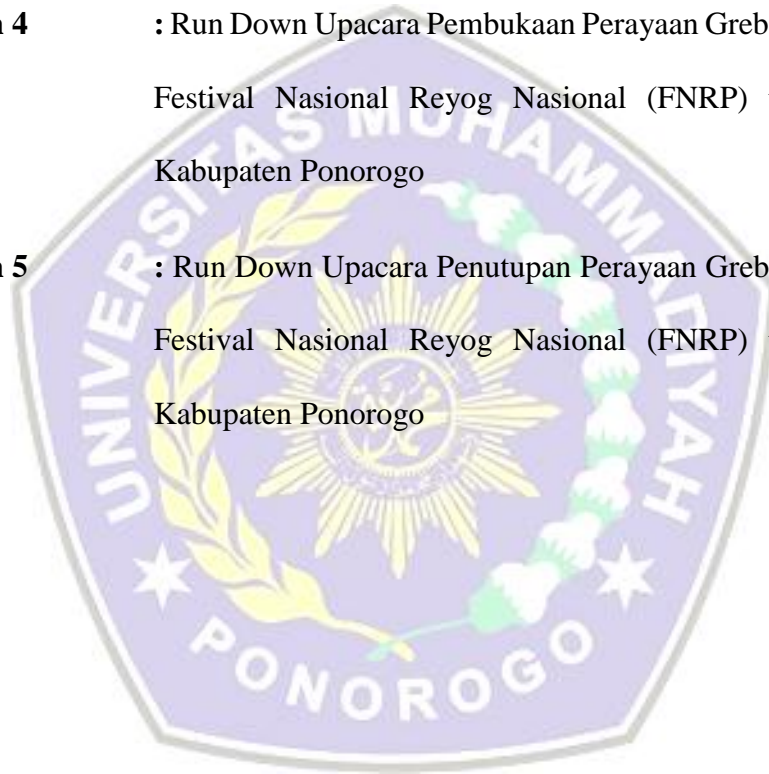 n 4 : Run Down Upacara Pembukaan Perayaan Greb
Festival Nasional Reyog Nasional (FNRP)
Kabupaten Ponorogo
n 5 : Run Down Upacara Penutupan Perayaan Greb
Festival Nasional Reyog Nasional (FNRP)
Kabupaten Ponorogo
UNIVERSITAS MUHAMMADIYAH
PONOROGO